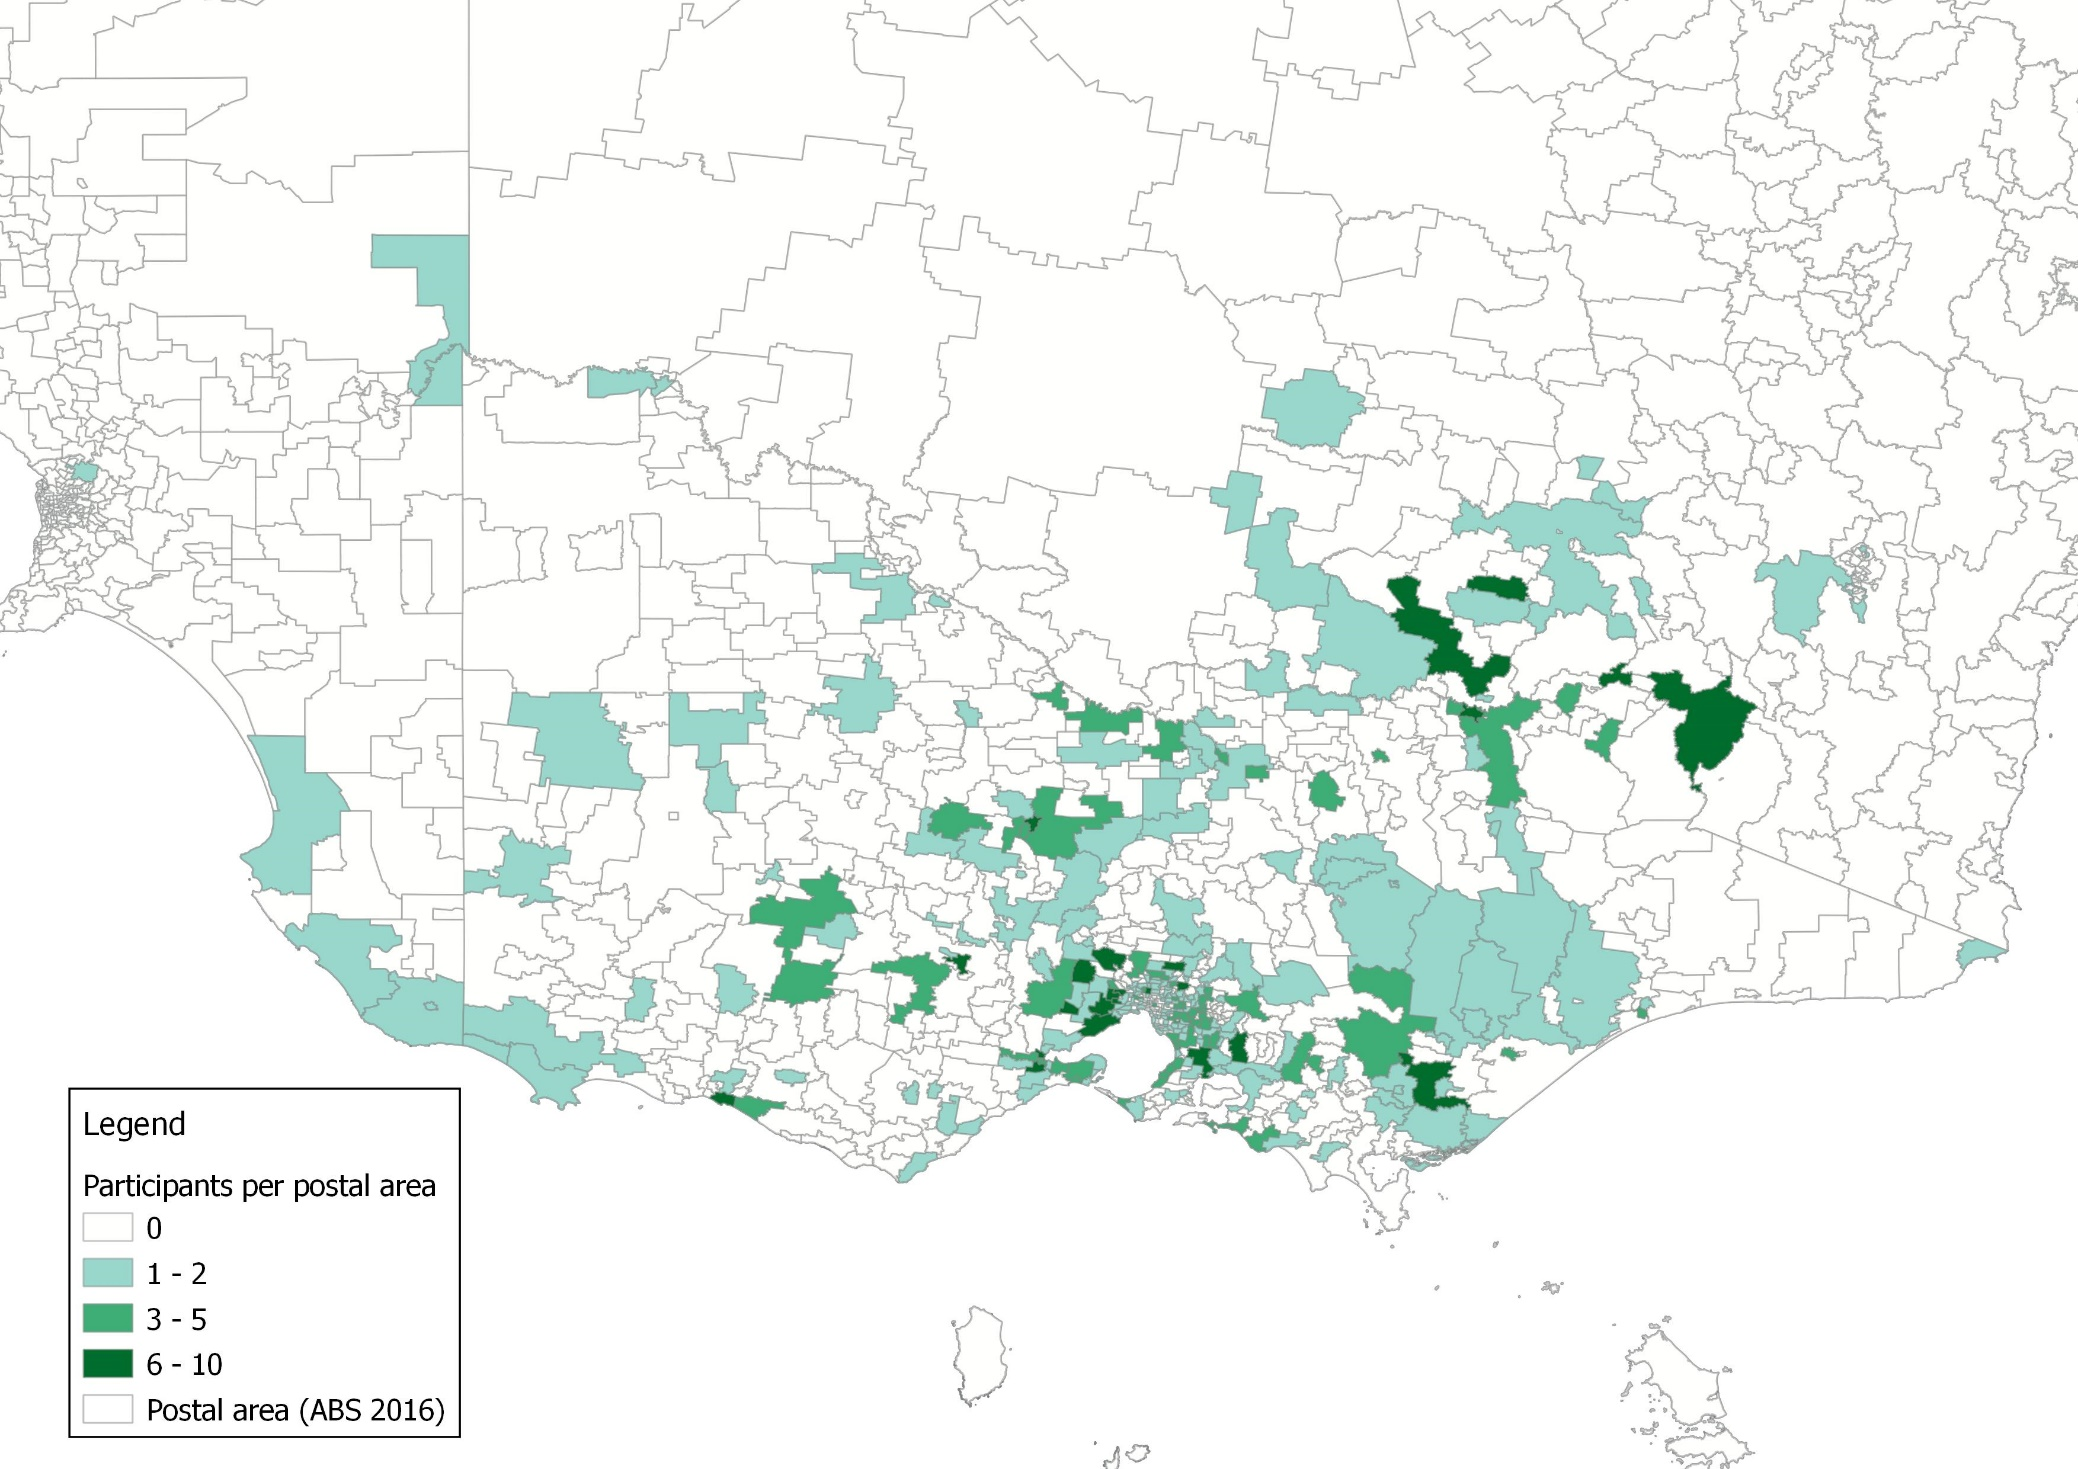 Legend
Participants per postal area
0
1 - 2
3 - 5
6 - 10
Postal area (ABS 2016)